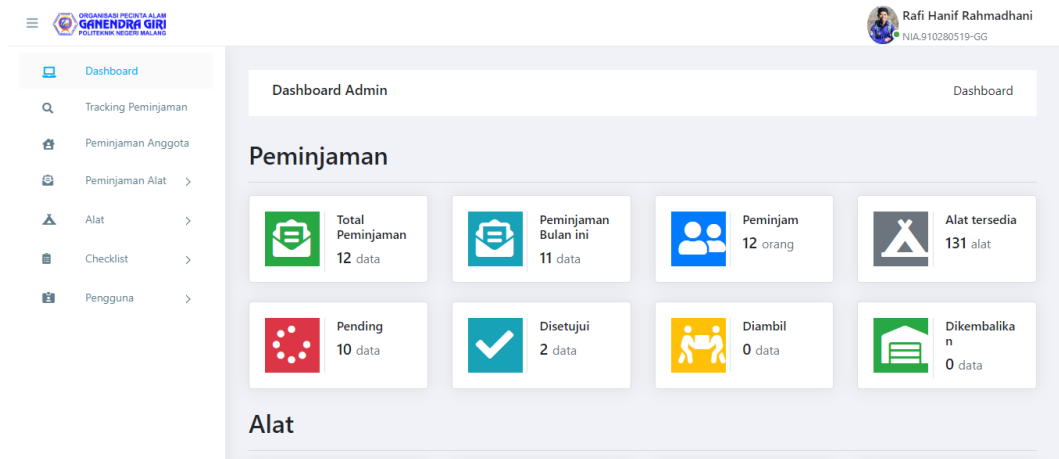 ORGANISASI PECINTA ALAM
GANENDRA GIRI
POLITEKNIK NEGERI MALANG
Rafi Hanif Rahmadhani
NIA.910280519-GG
Dashboard
Tracking Peminjaman
Peminjaman Anggota
Peminjaman Alat
Alat
Checklist
Pengguna
Dashboard Admin
Dashboard
Peminjaman
Total
Peminjaman
12 data
Peminjaman
Bulan ini
11 data
Peminjam
12 orang
Alat tersedia
131 alat
Pending
10 data
Disetujui
2 data
Diambil
0 data
Dikembalika
n
0 data
Alat